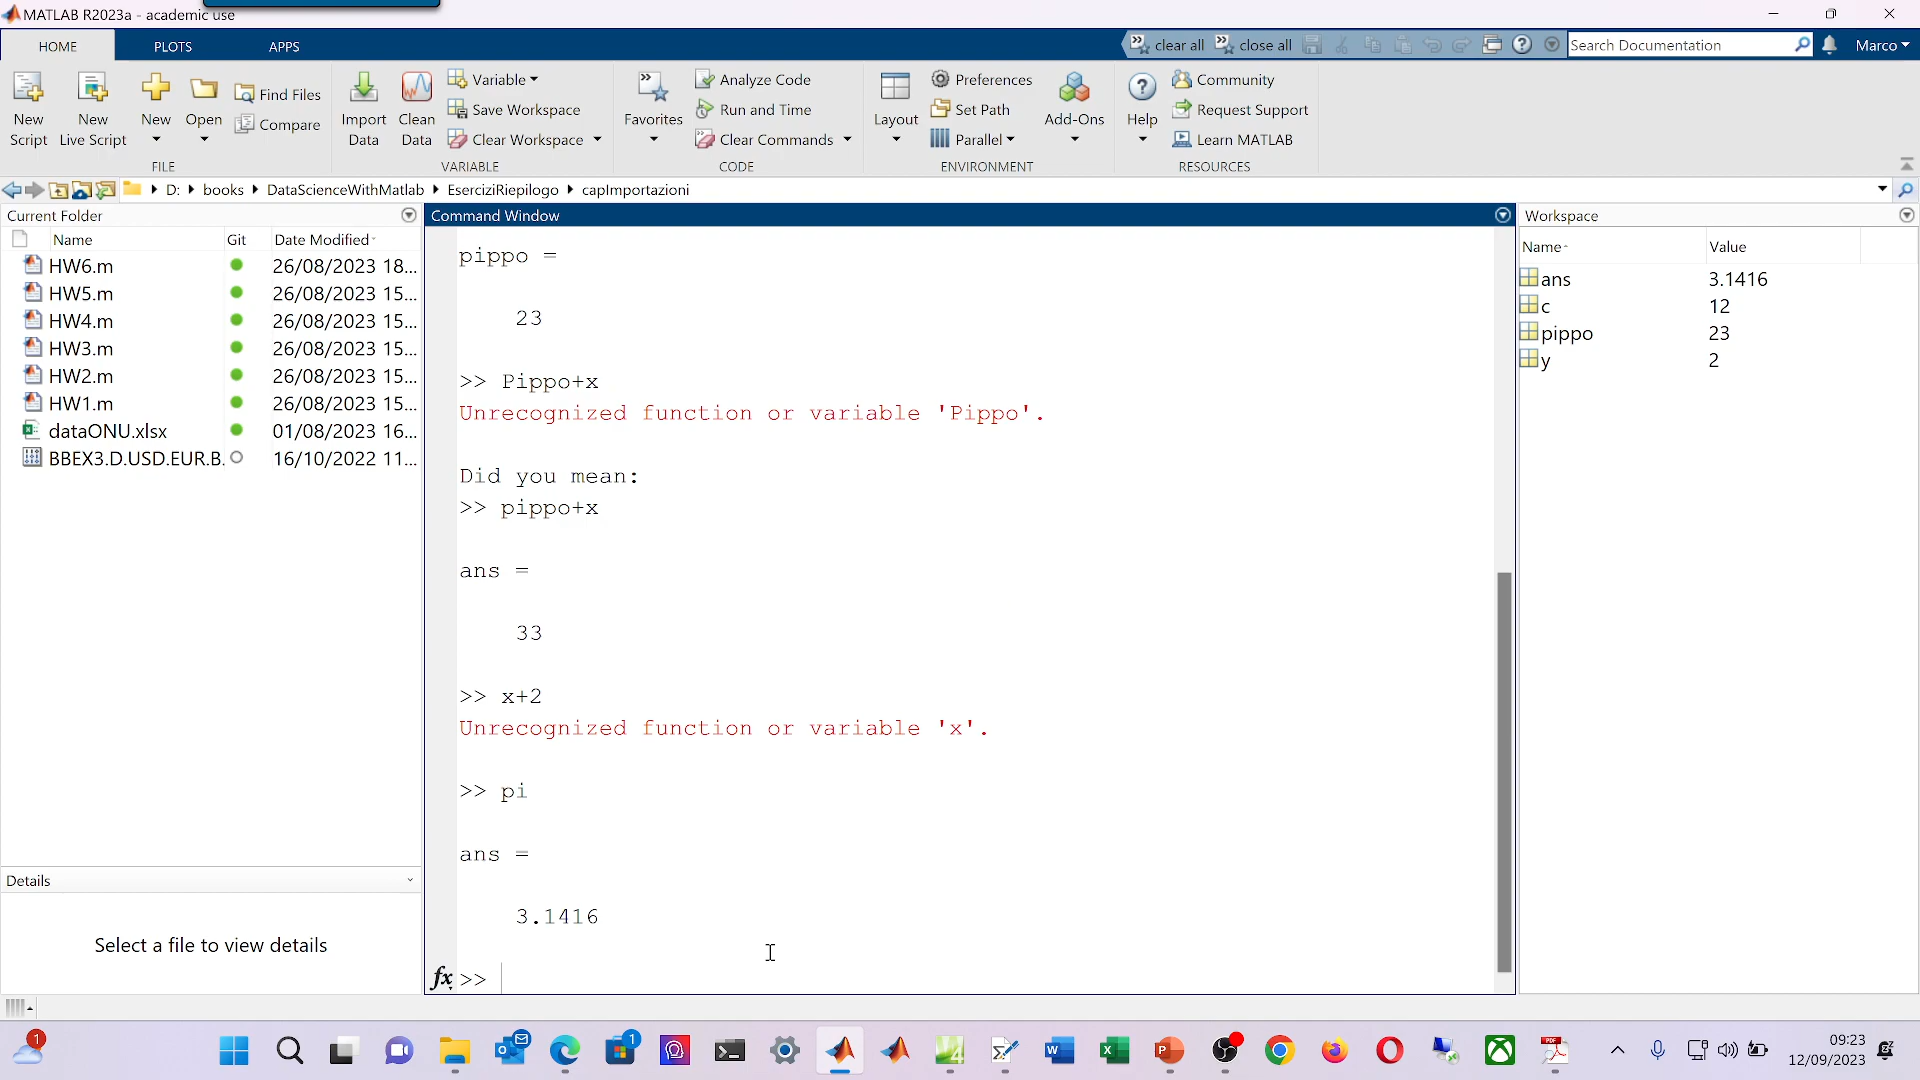 MATLAB R2023a - academic use
HOME
PLOTS
APPS
clear all
close all
Search Documentation
Marco
New Script
New Live Script
New
Open
Find Files
Compare
FILE
Import Data
Clean Data
Variable
Save Workspace
Clear Workspace
VARIABLE
Favorites
Analyze Code
Run and Time
Clear Commands
CODE
Layout
Preferences
Set Path
Parallel
Add-Ons
ENVIRONMENT
Help
Community
Request Support
Learn MATLAB
RESOURCES
D: books DataScienceWithMatlab EserciziRiepilogo capImportazioni
Current Folder
Name Git Date Modified
HW6.m 26/08/2023 18...
HW5.m 26/08/2023 15...
HW4.m 26/08/2023 15...
HW3.m 26/08/2023 15...
HW2.m 26/08/2023 15...
HW1.m 26/08/2023 15...
dataONU.xlsx 01/08/2023 16...
BBEX3.D.USD.EUR.B. 16/10/2022 11...
Details
Select a file to view details
Command Window
pippo =
23
>> Pippo+x
Unrecognized function or variable 'Pippo'.
Did you mean:
>> pippo+x
ans =
33
>> x+2
Unrecognized function or variable 'x'.
>> pi
ans =
3.1416
fx >>
Workspace
Name Value
ans 3.1416
c 12
pippo 23
y 2
1
1
09:23
12/09/2023